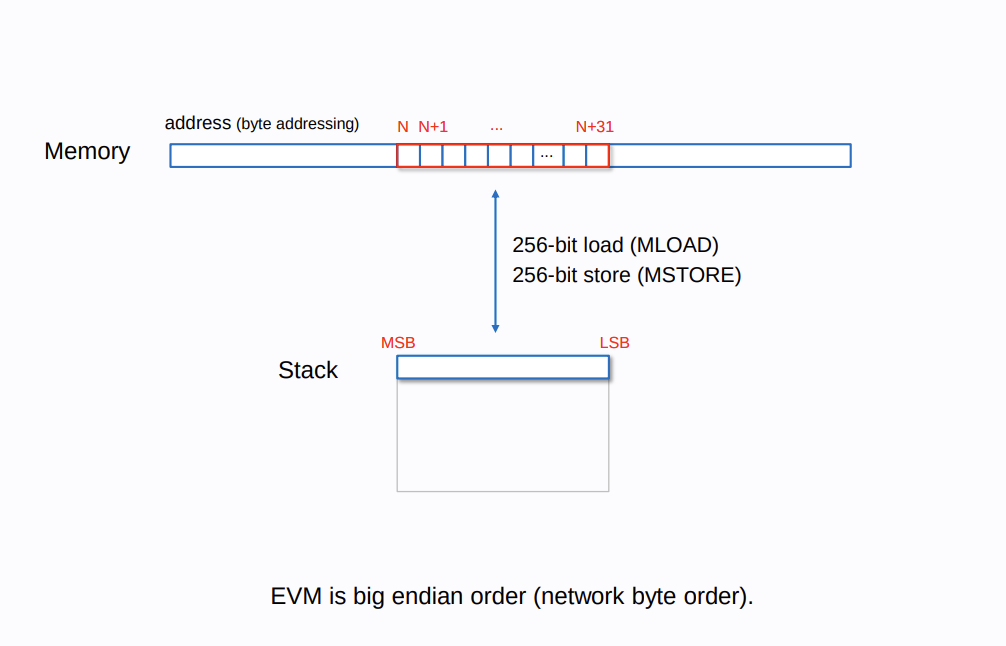 address (byte addressing)
N N+1 ... N+31
Memory
...
256-bit load (MLOAD)
256-bit store (MSTORE)
MSB LSB
Stack
EVM is big endian order (network byte order).